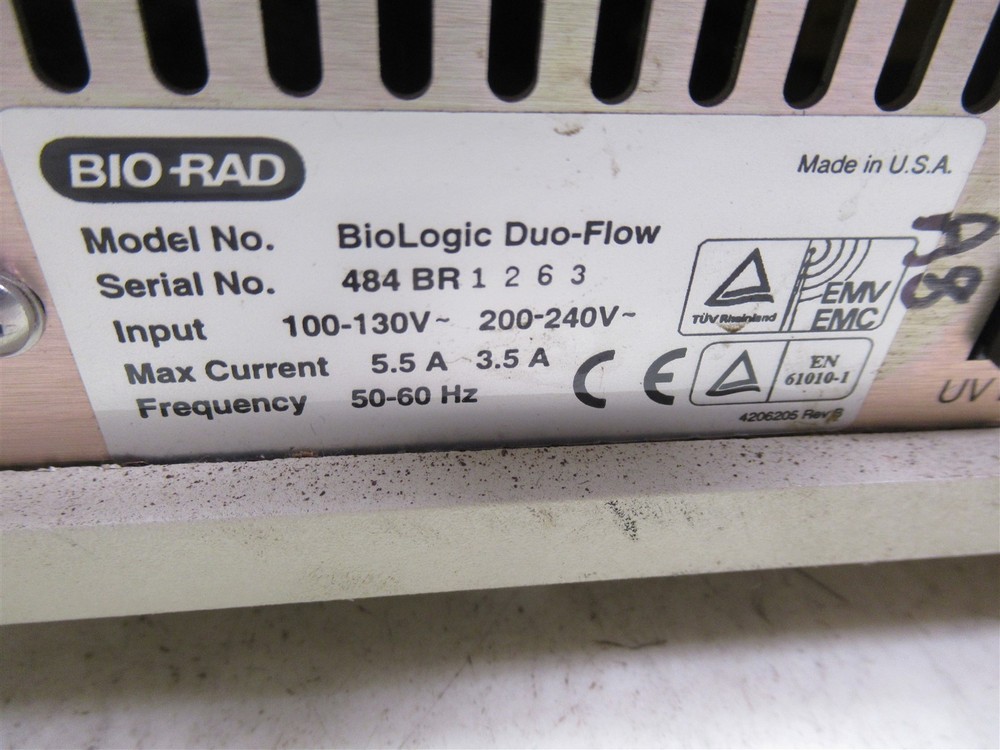 BIO-RAD
Made in U.S.A.
Model No. BioLogic Duo-Flow
Serial No. 484 BR 1 2 6 3
Input 100-130V~ 200-240V~
Max Current 5.5 A 3.5 A
Frequency 50-60 Hz
TÜV Rheinland
EMV
EMC
CE
EN
61010-1
4206205 Rev B
UV